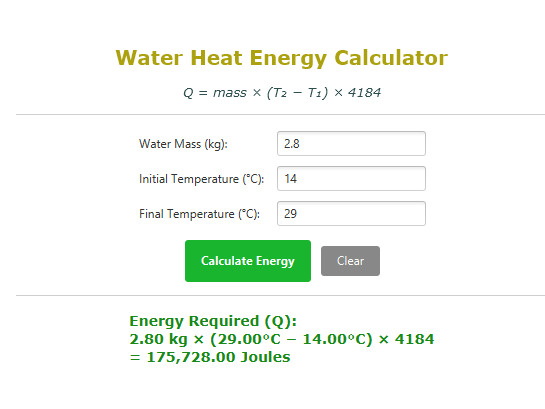 Water Heat Energy Calculator
Q = mass × (T₂ − T₁) × 4184
Water Mass (kg): 2.8
Initial Temperature (°C): 14
Final Temperature (°C): 29
Calculate Energy Clear
Energy Required (Q):
2.80 kg × (29.00°C − 14.00°C) × 4184
= 175,728.00 Joules